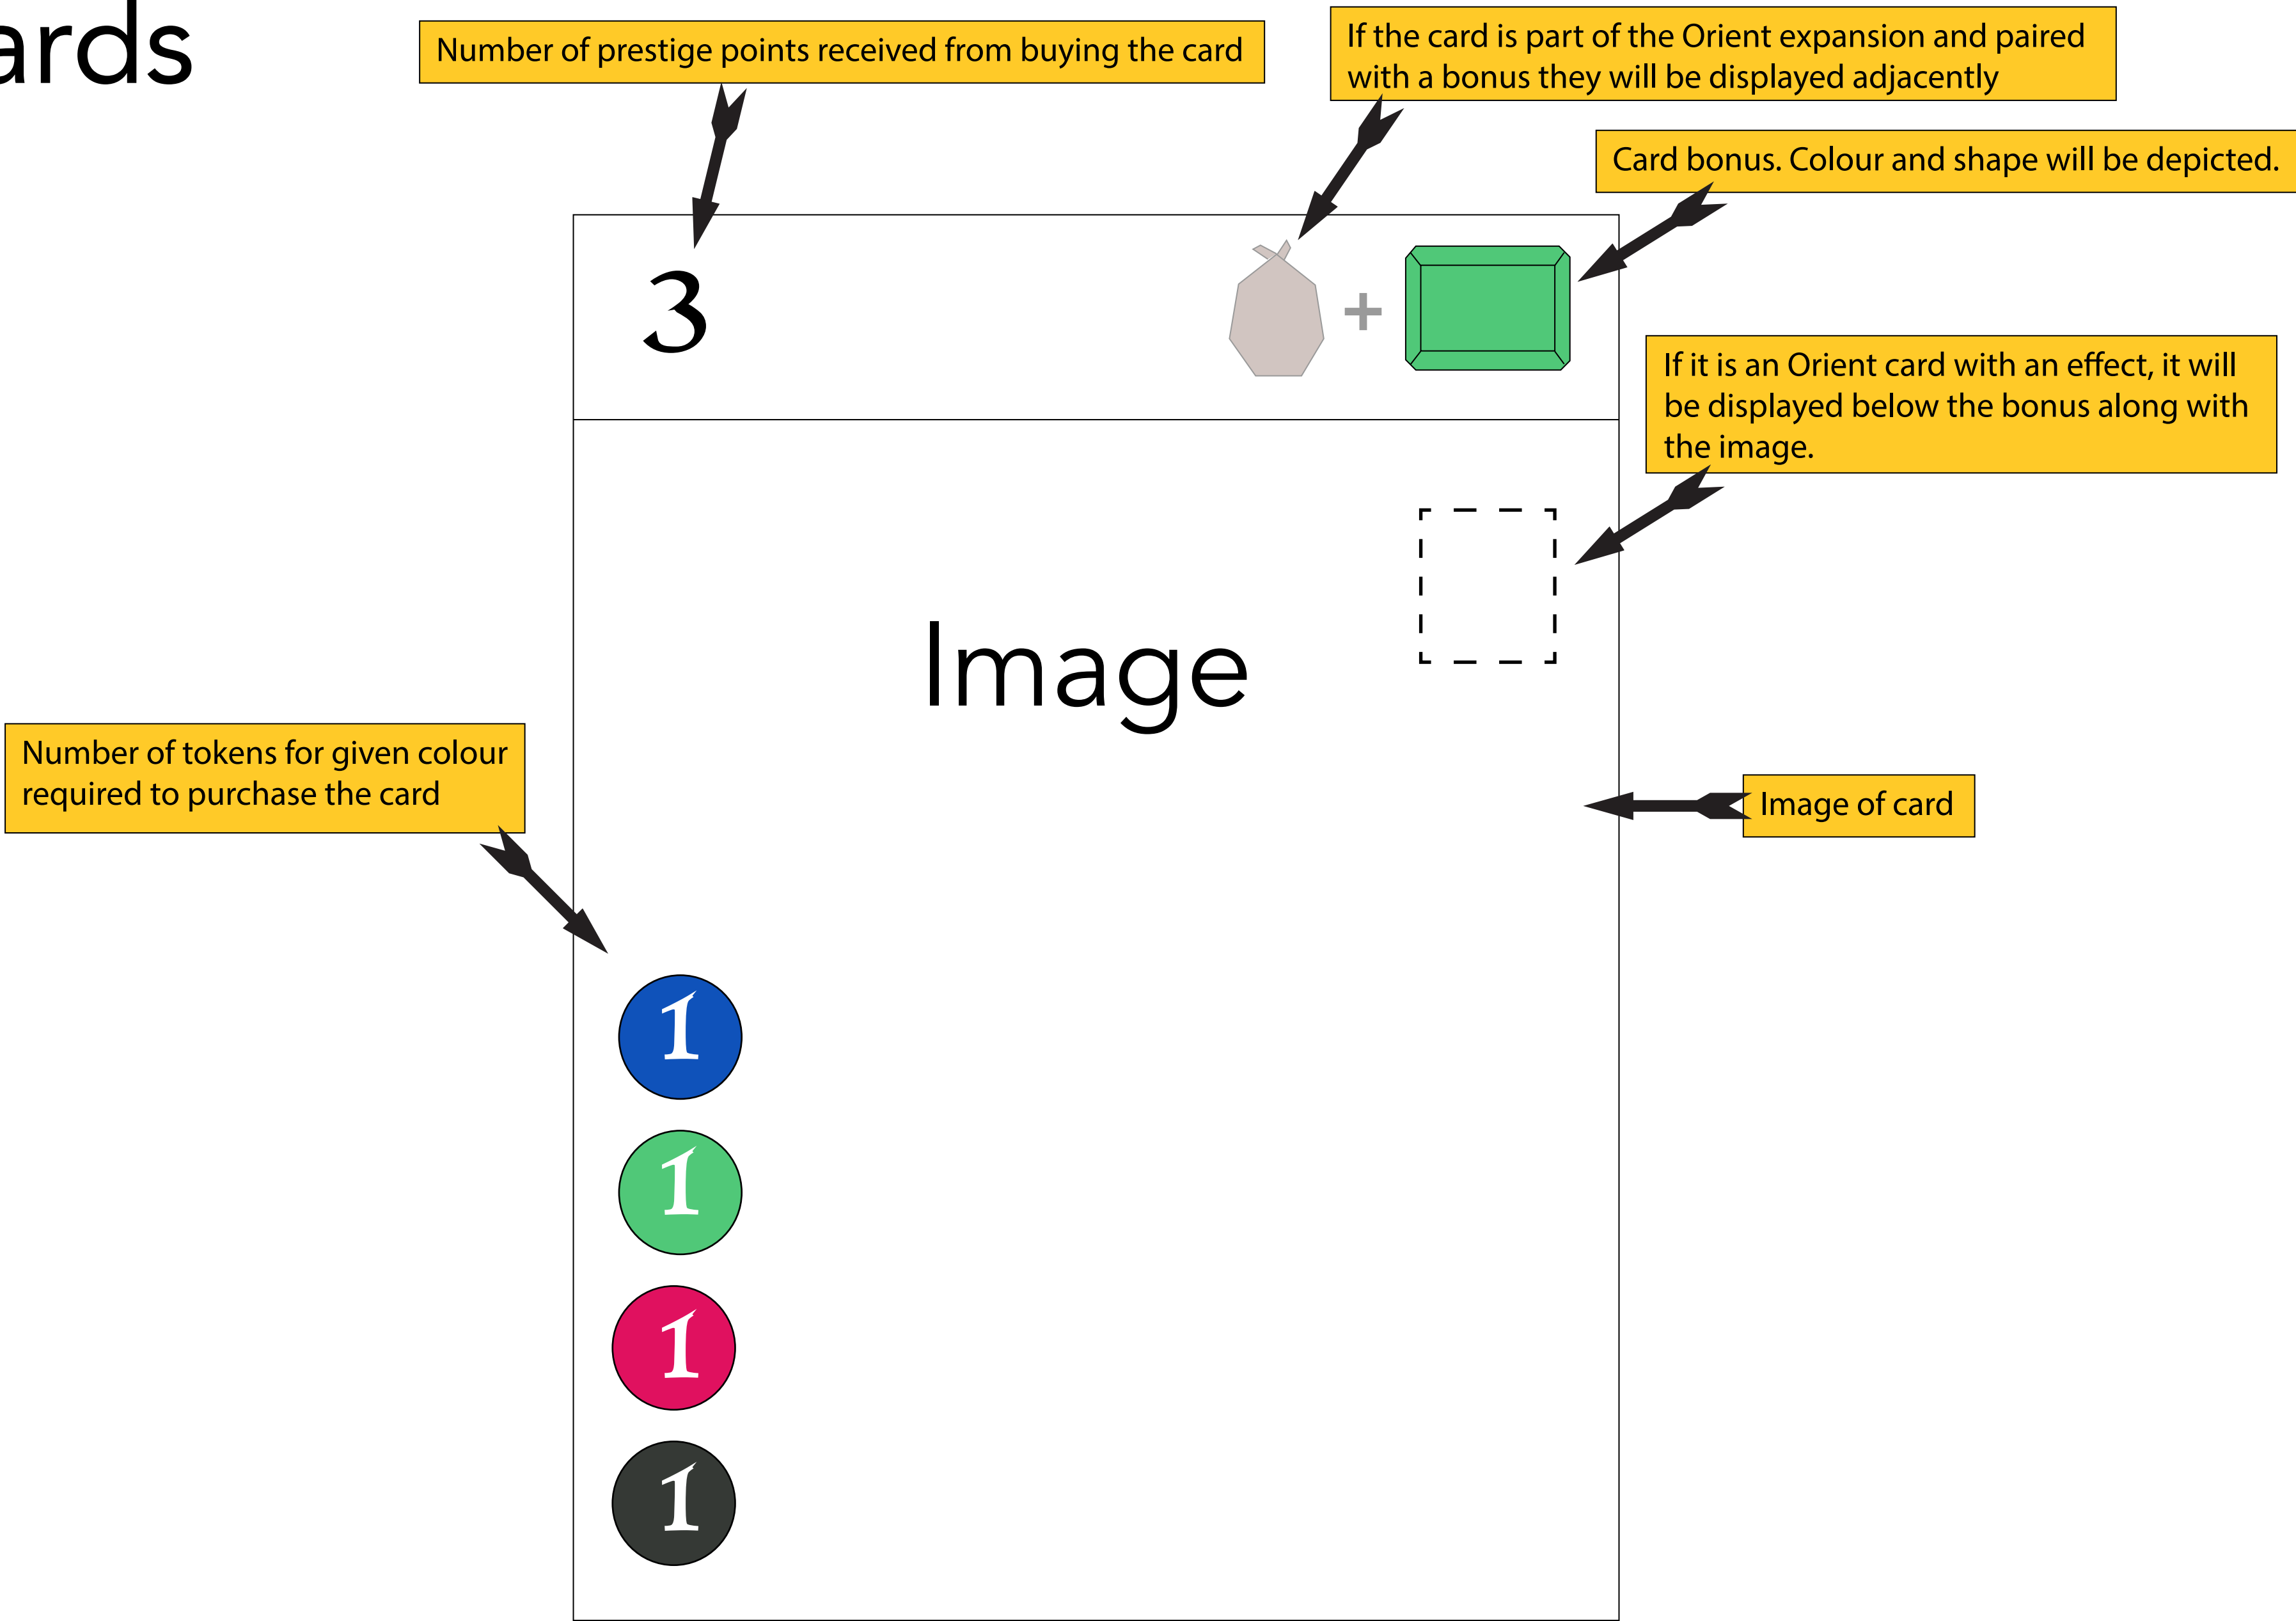 ards
Number of prestige points received from buying the card
If the card is part of the Orient expansion and paired
with a bonus they will be displayed adjacently
Card bonus. Colour and shape will be depicted.
3
+
If it is an Orient card with an effect, it will
be displayed below the bonus along with
the image.
Image
Number of tokens for given colour
required to purchase the card
Image of card
1
1
1
1